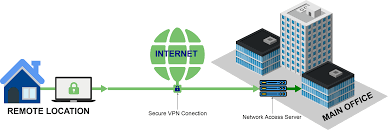 INTERNET
REMOTE LOCATION
Secure VPN Conection
Network Access Server
MAIN OFFICE